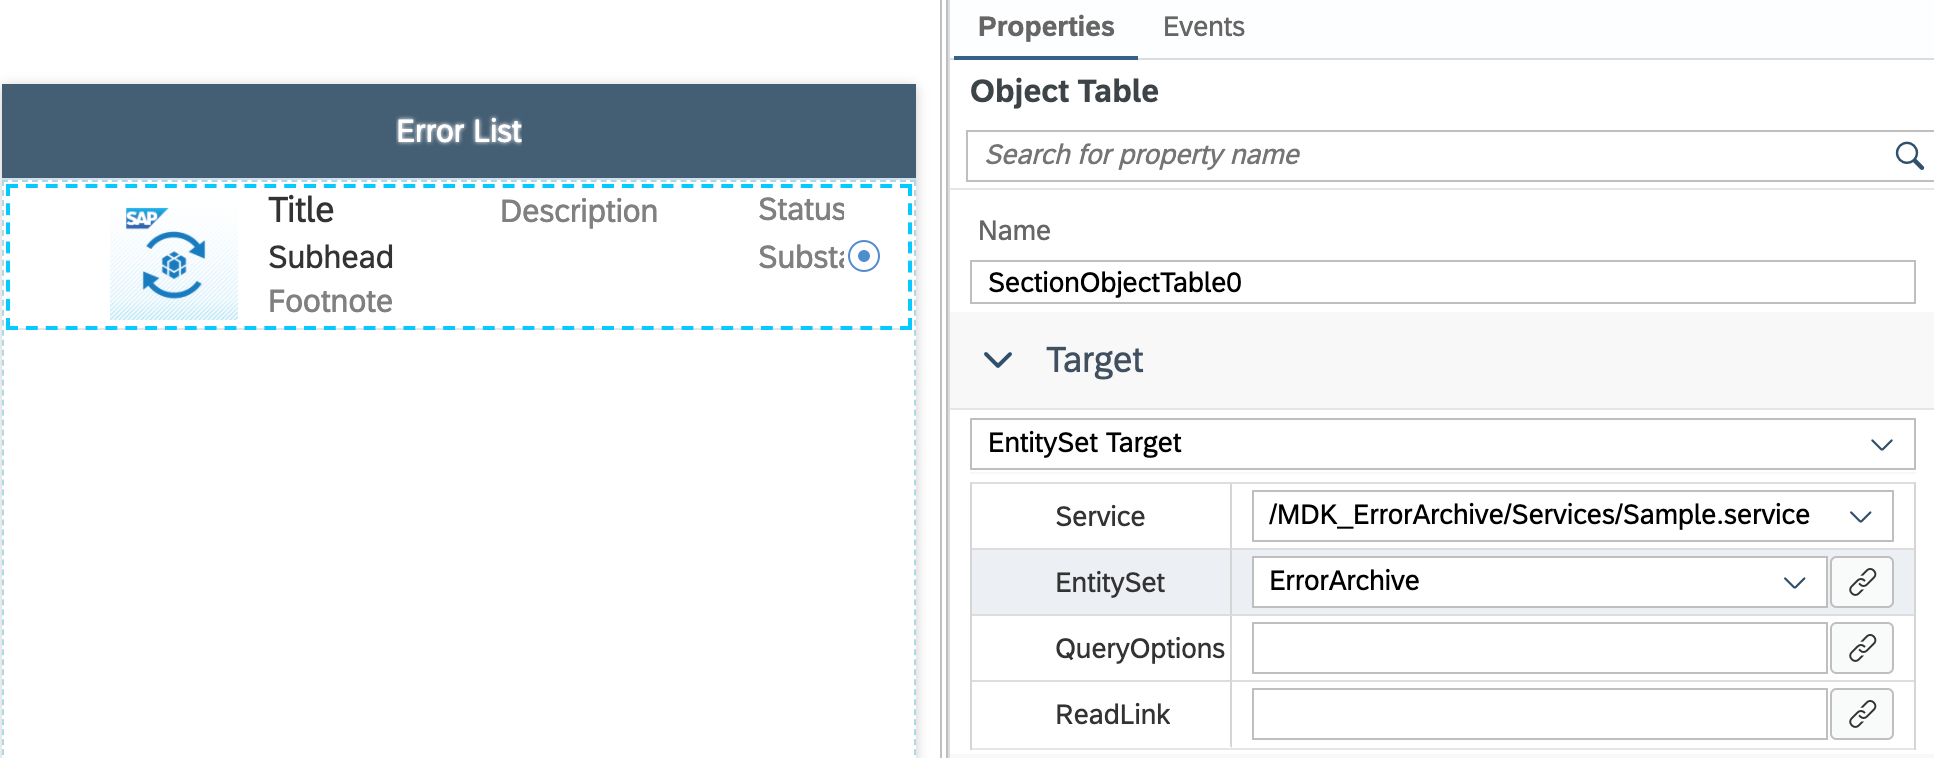 Error List
SAP
Title
Subhead
Footnote
Description
Status
Substa
Properties
Events
Object Table
Search for property name
Name
SectionObjectTable0
Target
EntitySet Target
Service
/MDK_ErrorArchive/Services/Sample.service
EntitySet
ErrorArchive
QueryOptions
ReadLink